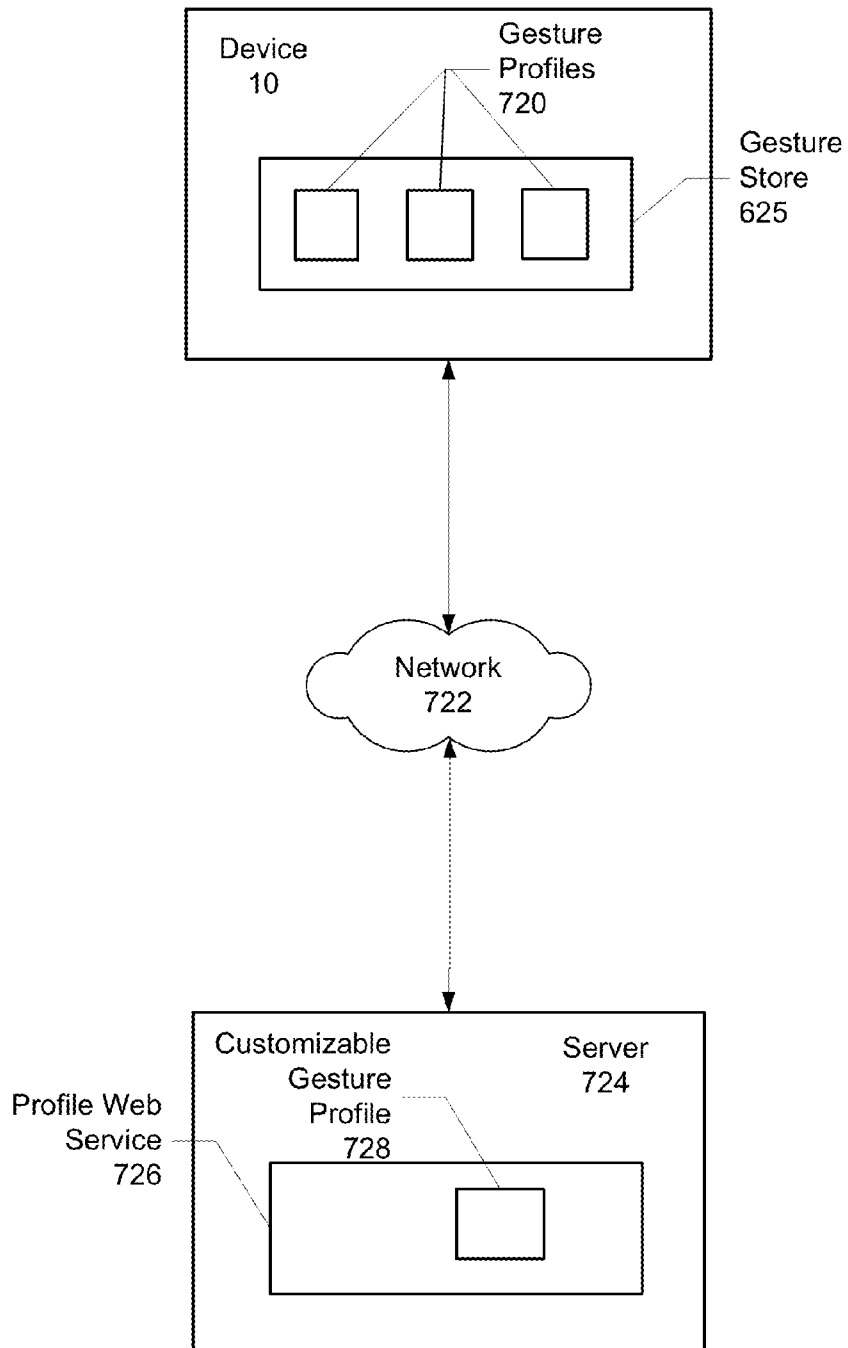 Device
10
Gesture
Profiles
720
Gesture
Store
625
Network
722
Customizable
Gesture
Profile
728
Server
724
Profile Web
Service
726